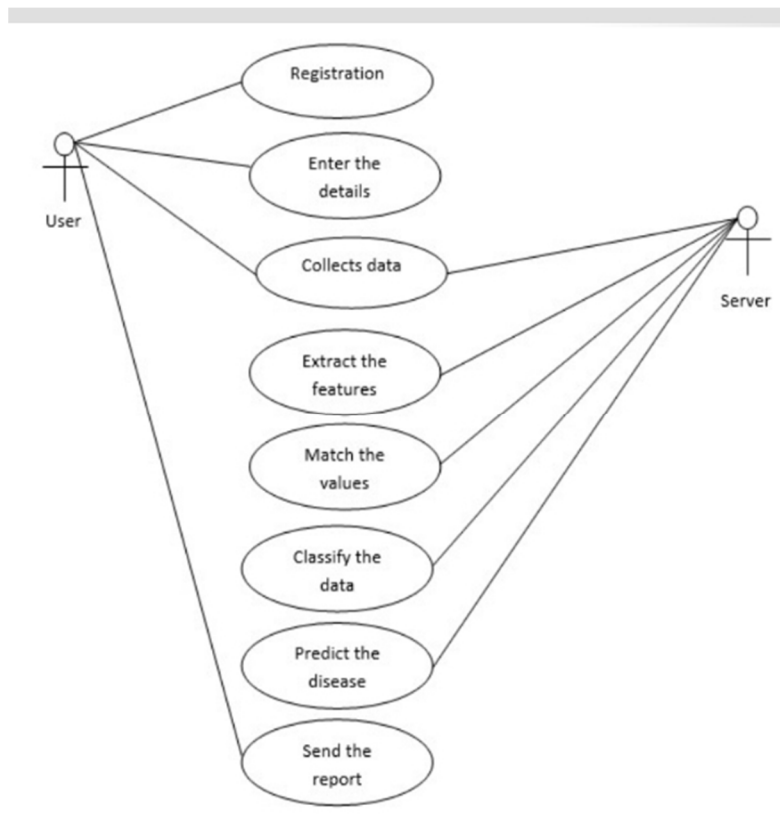 Registration
Enter the
details
User
Collects data
Server
Extract the
features
Match the
values
Classify the
data
Predict the
disease
Send the
report